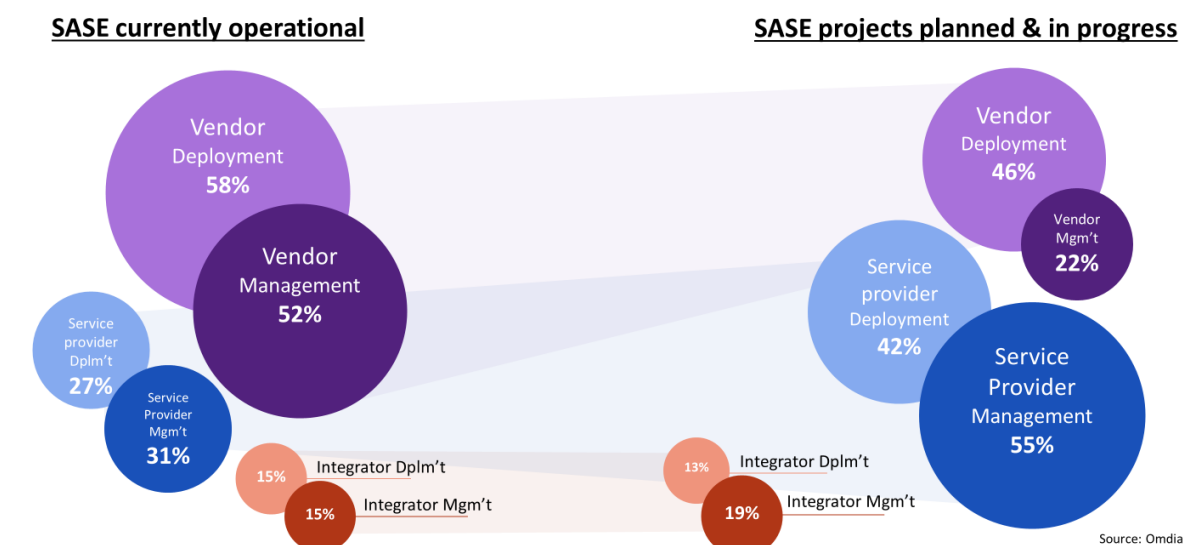 SASE currently operational
SASE projects planned & in progress
Vendor
Deployment
58%
Vendor
Management
52%
Service
provider
Dplm't
27%
Service
Provider
Mgm't
31%
15%
Integrator Dplm't
15%
Integrator Mgm't
Vendor
Deployment
46%
Vendor
Mgm't
22%
Service
provider
Deployment
42%
Service
Provider
Management
55%
13%
Integrator Dplm't
19%
Integrator Mgm't
Source: Omdia